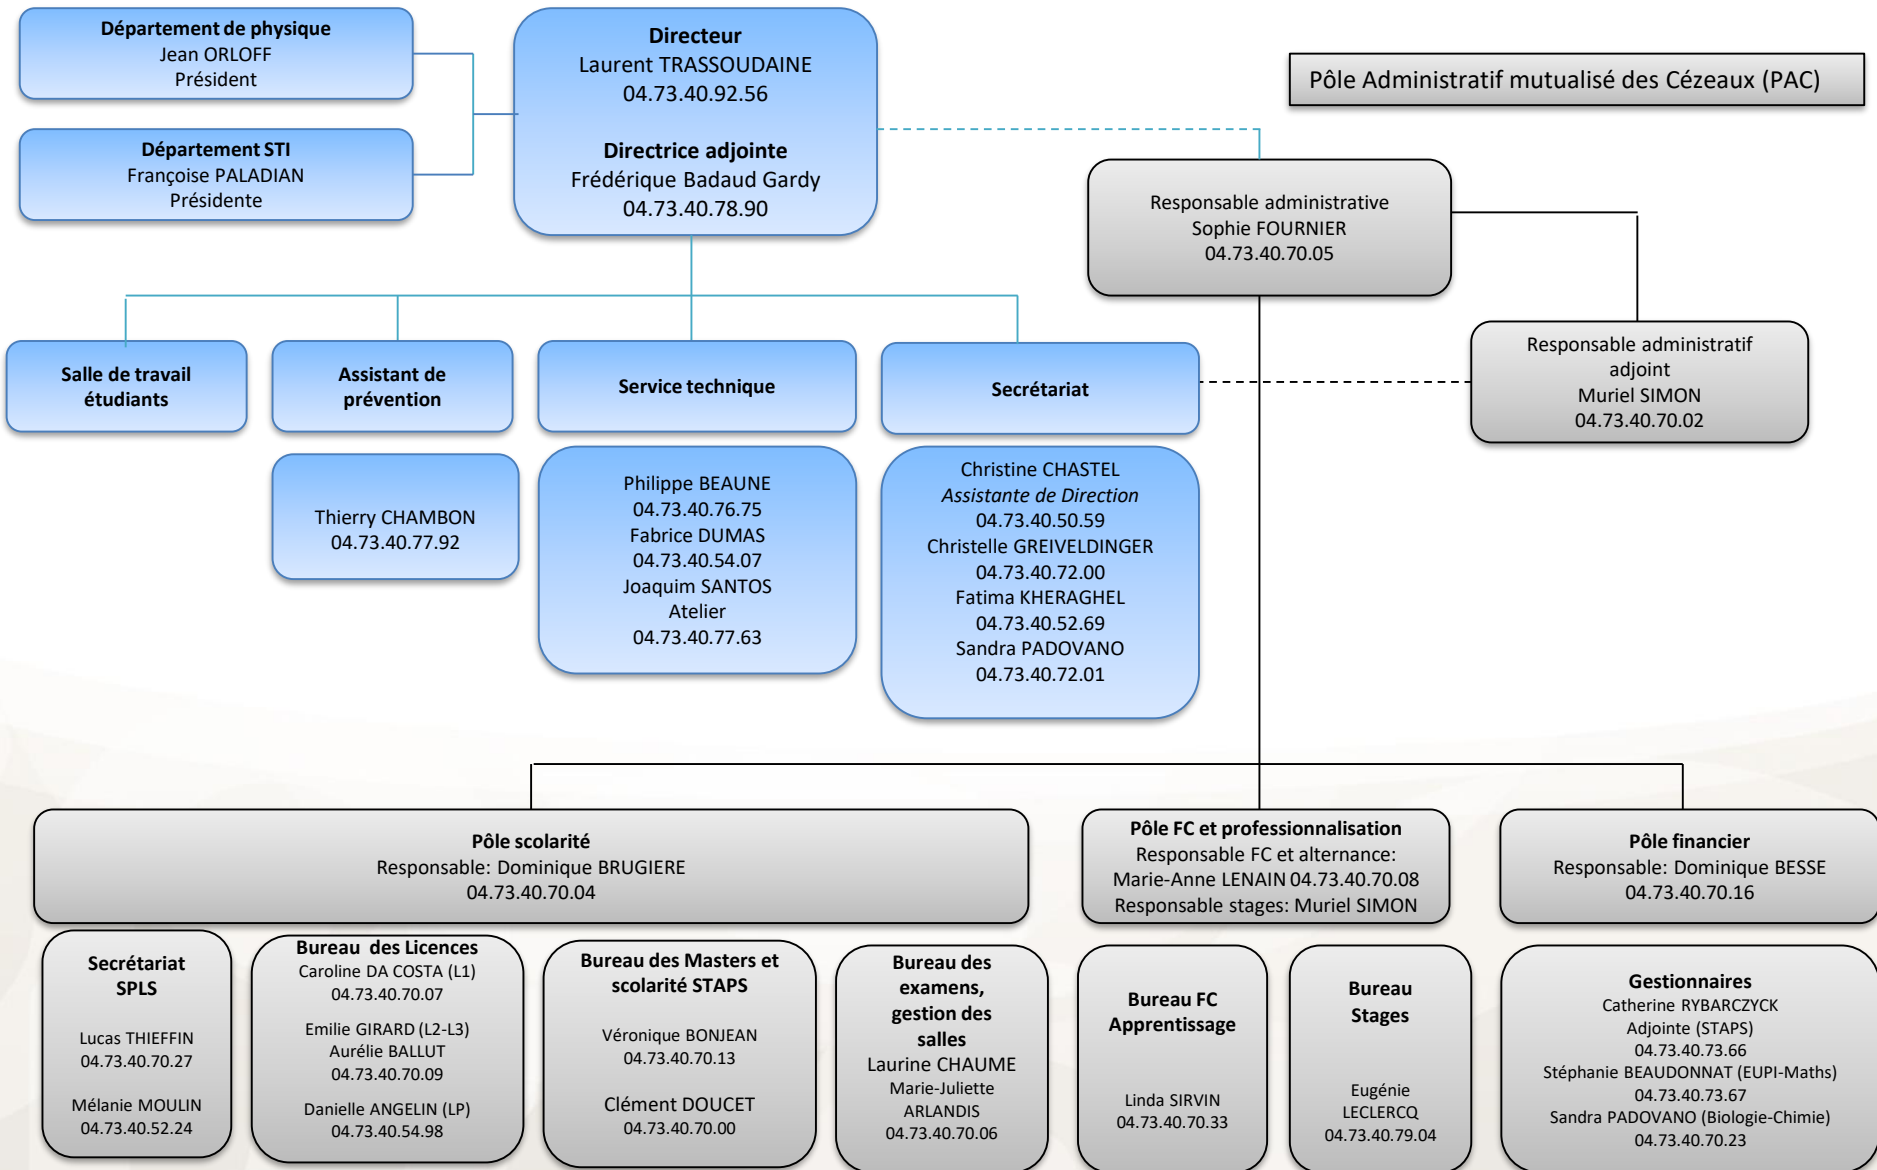 Département de physique
Jean ORLOFF
Président
Département STI
Françoise PALADIAN
Présidente
Directeur
Laurent TRASSOUDAINE
04.73.40.92.56
Directrice adjointe
Frédérique Badaud Gardy
04.73.40.78.90
Pôle Administratif mutualisé des Cézeaux (PAC)
Responsable administrative
Sophie FOURNIER
04.73.40.70.05
Responsable administratif
adjoint
Muriel SIMON
04.73.40.70.02
Salle de travail
étudiants
Assistant de
prévention
Service technique
Secrétariat
Thierry CHAMBON
04.73.40.77.92
Philippe BEAUNE
04.73.40.76.75
Fabrice DUMAS
04.73.40.54.07
Joaquim SANTOS
Atelier
04.73.40.77.63
Christine CHASTEL
Assistante de Direction
04.73.40.50.59
Christelle GREIVELDINGER
04.73.40.72.00
Fatima KHERAGHEL
04.73.40.52.69
Sandra PADOVANO
04.73.40.72.01
Pôle scolarité
Responsable: Dominique BRUGIERE
04.73.40.70.04
Pôle FC et professionnalisation
Responsable FC et alternance:
Marie-Anne LENAIN 04.73.40.70.08
Responsable stages: Muriel SIMON
Pôle financier
Responsable: Dominique BESSE
04.73.40.70.16
Secrétariat
SPLS
Lucas THIEFFIN
04.73.40.70.27
Mélanie MOULIN
04.73.40.52.24
Bureau des Licences
Caroline DA COSTA (L1)
04.73.40.70.07
Emilie GIRARD (L2-L3)
Aurélie BALLUT
04.73.40.70.09
Danielle ANGELIN (LP)
04.73.40.54.98
Bureau des Masters et
scolarité STAPS
Véronique BONJEAN
04.73.40.70.13
Clément DOUCET
04.73.40.70.00
Bureau des
examens,
gestion des
salles
Laurine CHAUME
Marie-Juliette
ARLANDIS
04.73.40.70.06
Bureau FC
Apprentissage
Linda SIRVIN
04.73.40.70.33
Bureau
Stages
Eugénie
LECLERCQ
04.73.40.79.04
Gestionnaires
Catherine RYBARCZYCK
Adjointe (STAPS)
04.73.40.73.66
Stéphanie BEAUDONNAT (EUPI-Maths)
04.73.40.73.67
Sandra PADOVANO (Biologie-Chimie)
04.73.40.70.23